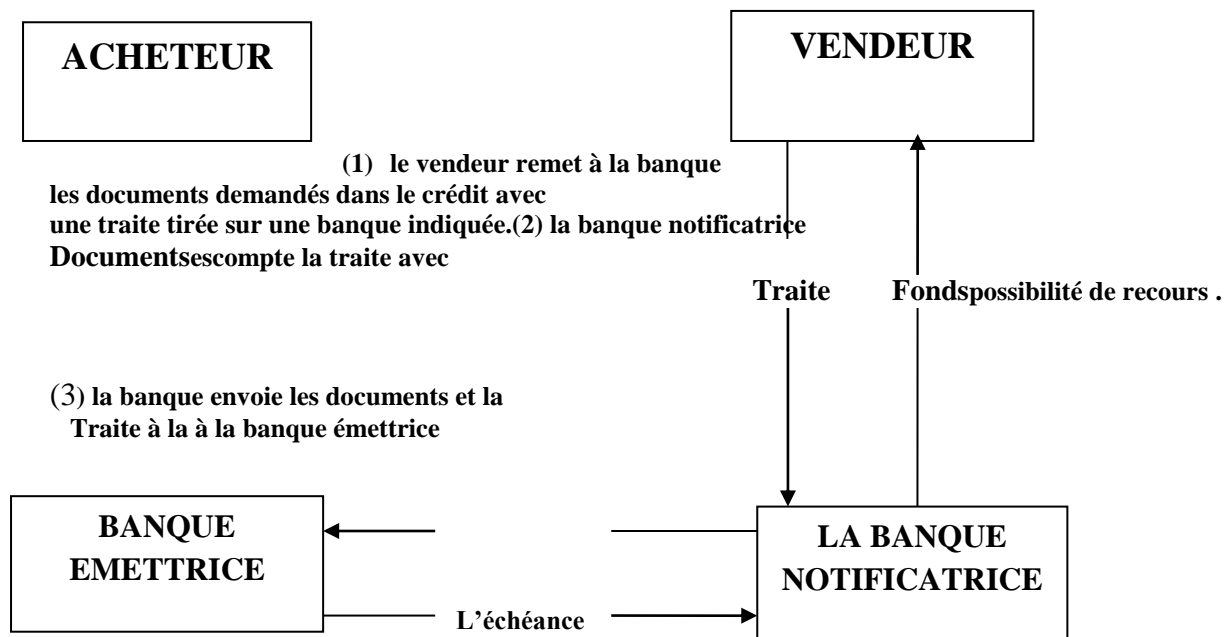 ACHETEUR
VENDEUR
(1) le vendeur remet à la banque
les documents demandés dans le crédit avec
une traite tirée sur une banque indiquée.(2) la banque notificatrice
Documentsescompte la traite avec
Traite Fondspossibilité de recours .
(3) la banque envoie les documents et la
Traite à la à la banque émettrice
BANQUE
EMETTRICE
LA BANQUE
NOTIFICATRICE
L’échéance